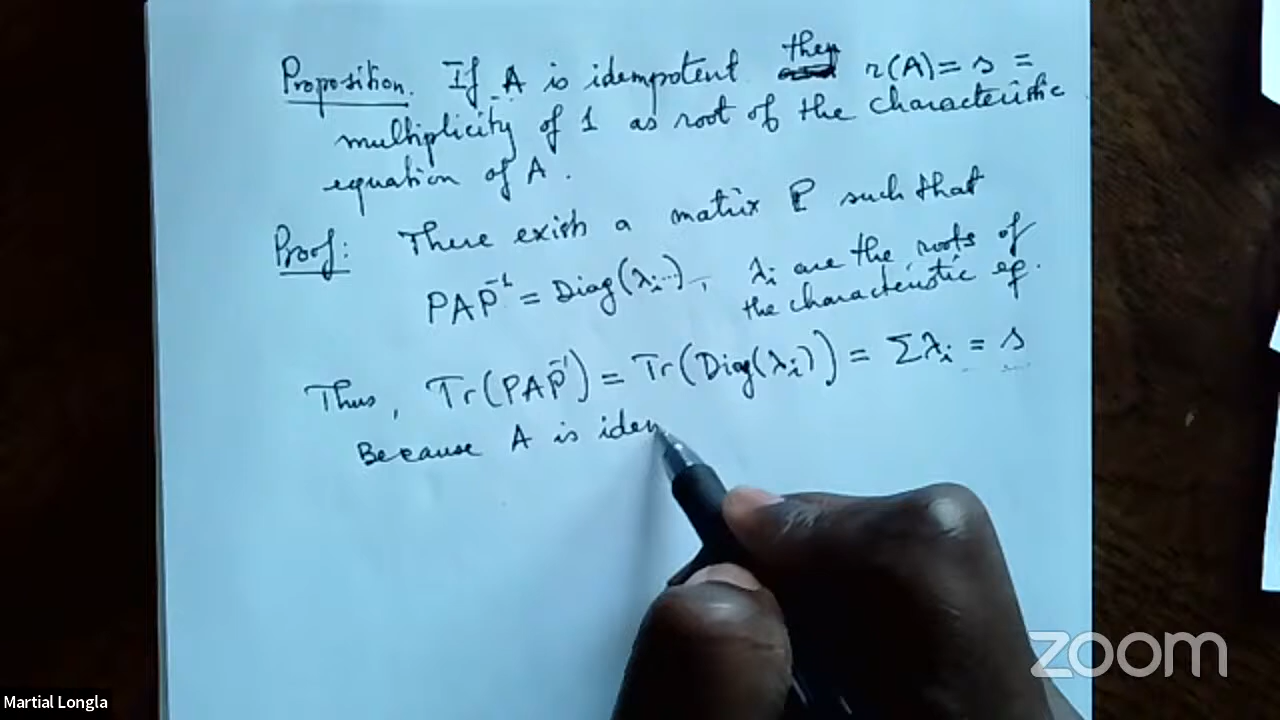 Proposition. If A is idempotent then r(A) = s =
multiplicity of 1 as root of the characteristic
equation of A.
Proof: There exists a matrix P such that
PAP⁻¹ = Diag(λᵢ..), λᵢ are the roots of
the characteristic eq.
Thus, Tr(PAP⁻¹) = Tr(Diag(λᵢ)) = Σλᵢ = s
Because A is idem
zoom
Martial Longla